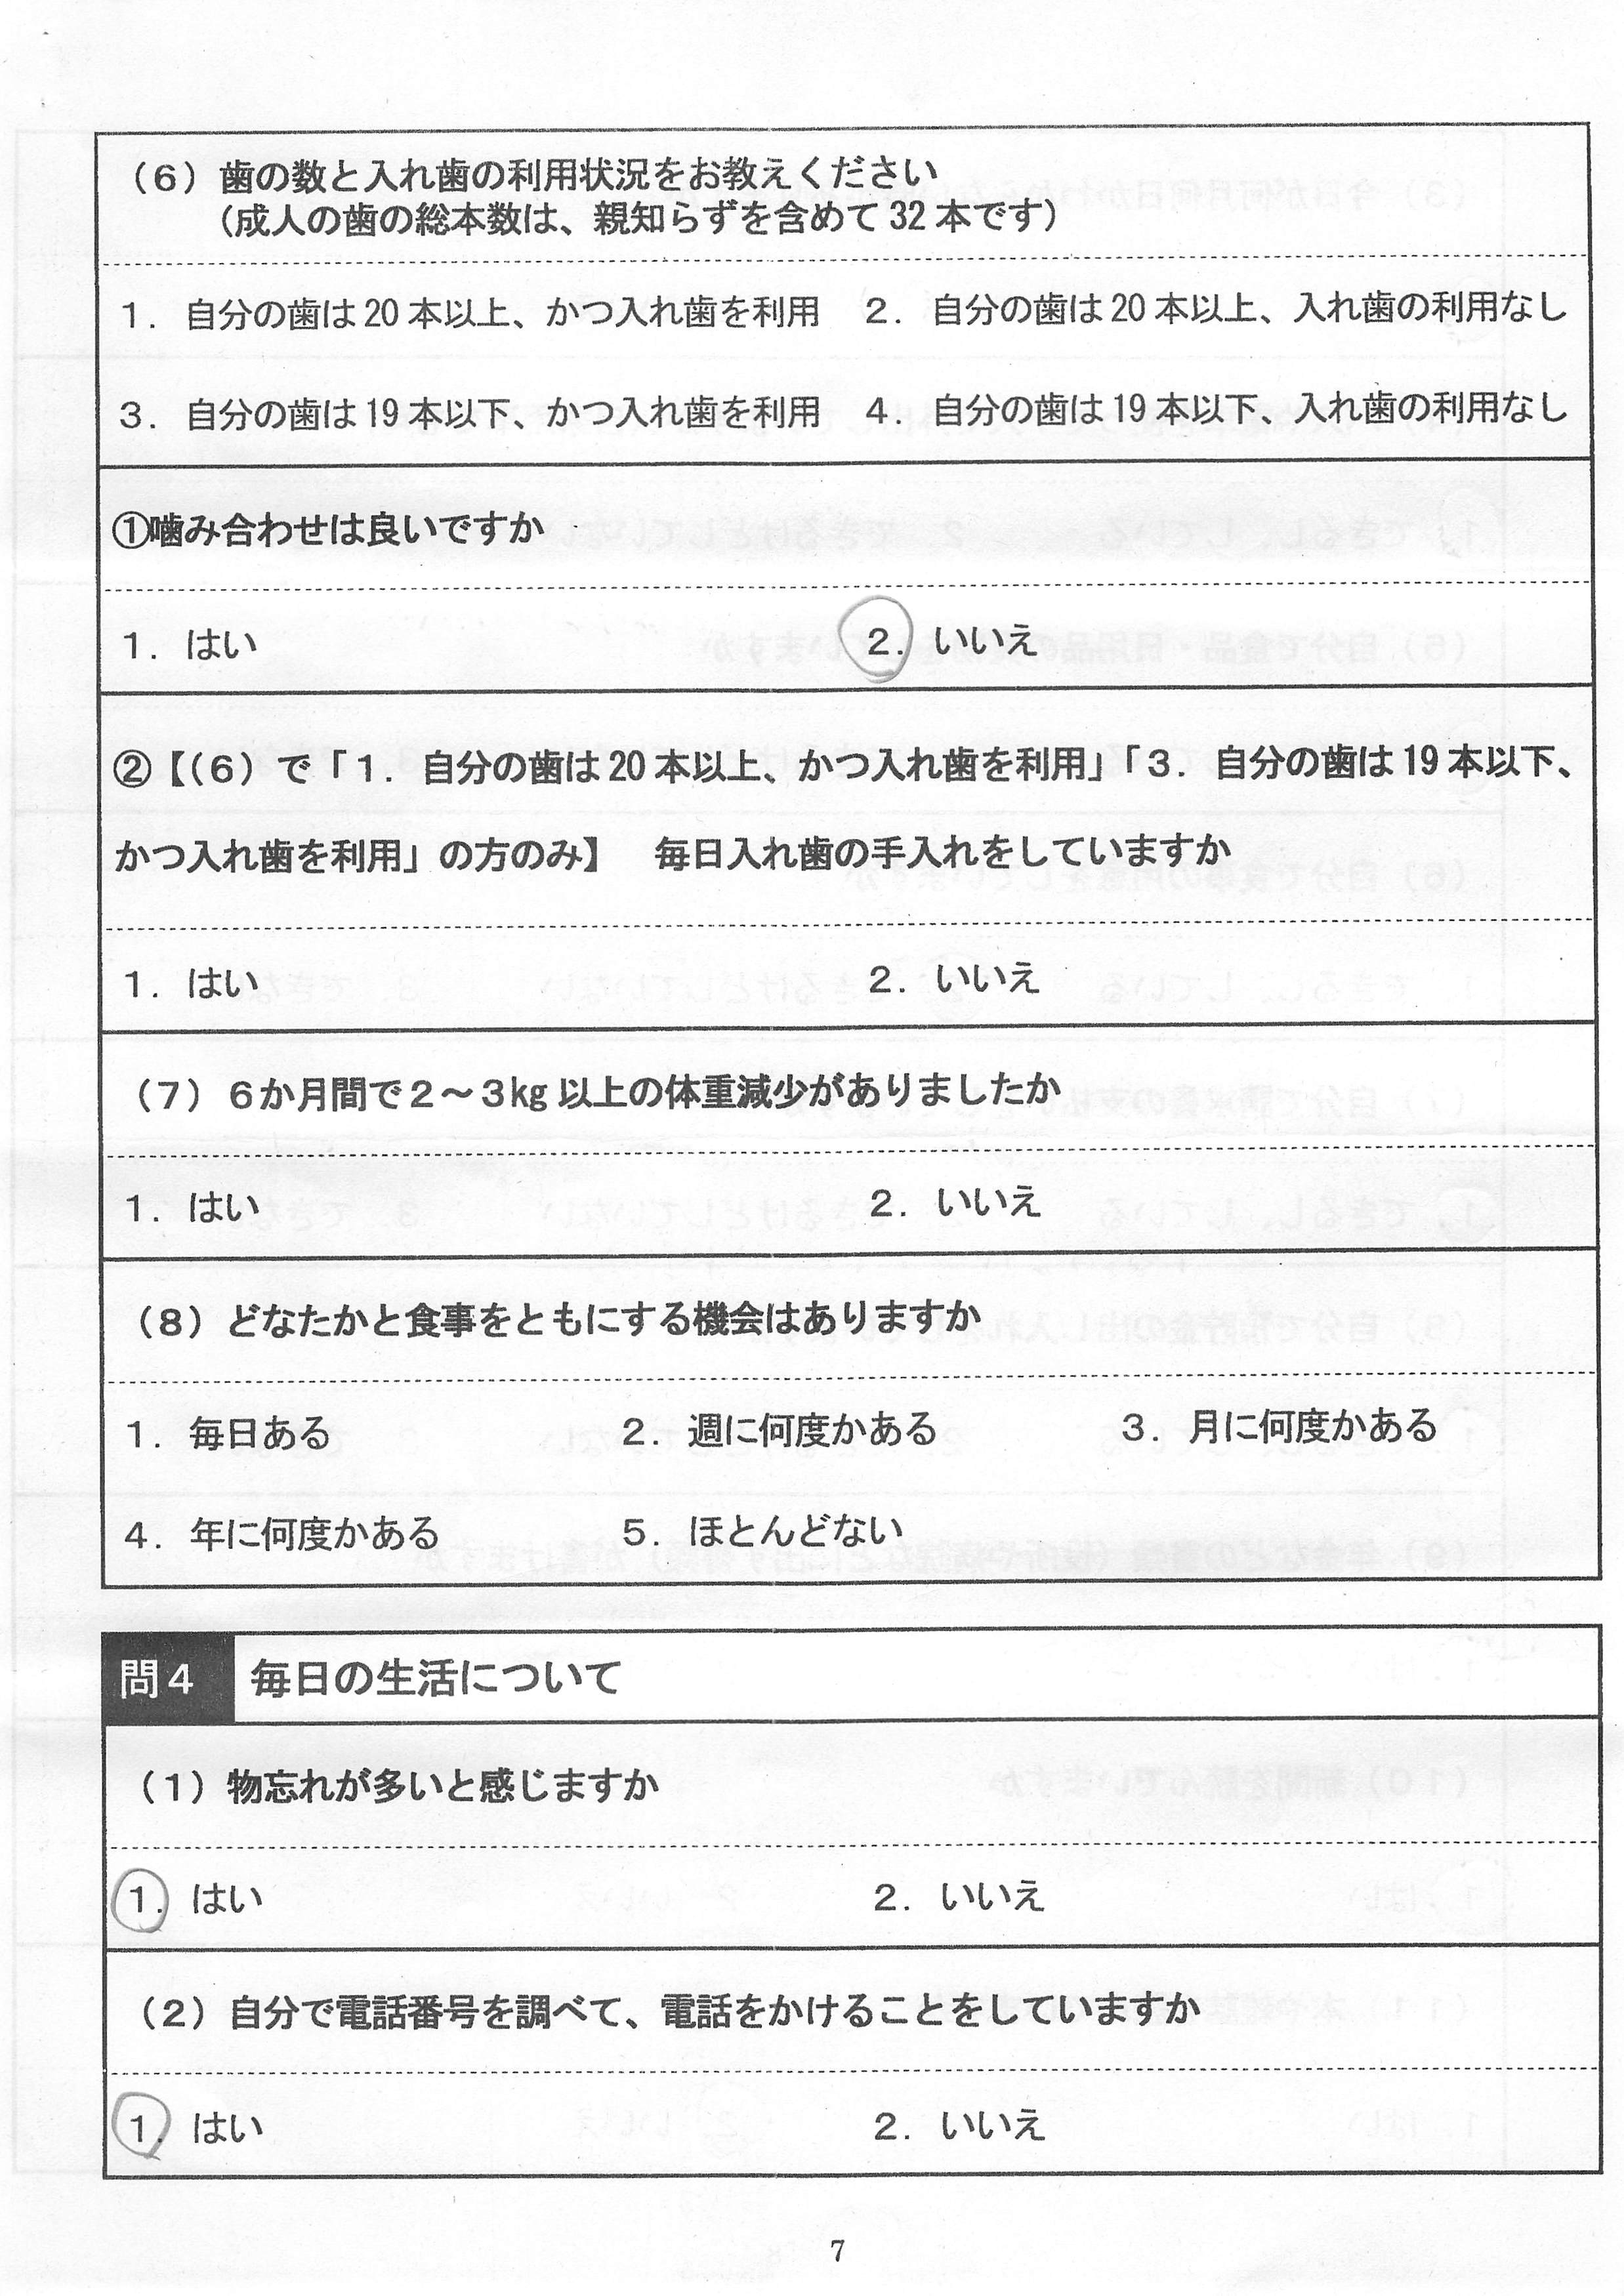 （６）歯の数と入れ歯の利用状況をお教えください
（成人の歯の総本数は、親知らずを含めて 32 本です）
１．自分の歯は 20 本以上、かつ入れ歯を利用　２．自分の歯は 20 本以上、入れ歯の利用なし
３．自分の歯は 19 本以下、かつ入れ歯を利用　４．自分の歯は 19 本以下、入れ歯の利用なし
①噛み合わせは良いですか
１．はい　２．いいえ
②【（６）で「１．自分の歯は 20 本以上、かつ入れ歯を利用」「３．自分の歯は 19 本以下、
かつ入れ歯を利用」の方のみ】　毎日入れ歯の手入れをしていますか
１．はい　２．いいえ
（７）６か月間で２～３㎏以上の体重減少がありましたか
１．はい　２．いいえ
（８）どなたかと食事をともにする機会はありますか
１．毎日ある　２．週に何度かある　３．月に何度かある
４．年に何度かある　５．ほとんどない
問４　毎日の生活について
（１）物忘れが多いと感じますか
１．はい　２．いいえ
（２）自分で電話番号を調べて、電話をかけることをしていますか
１．はい　２．いいえ
7